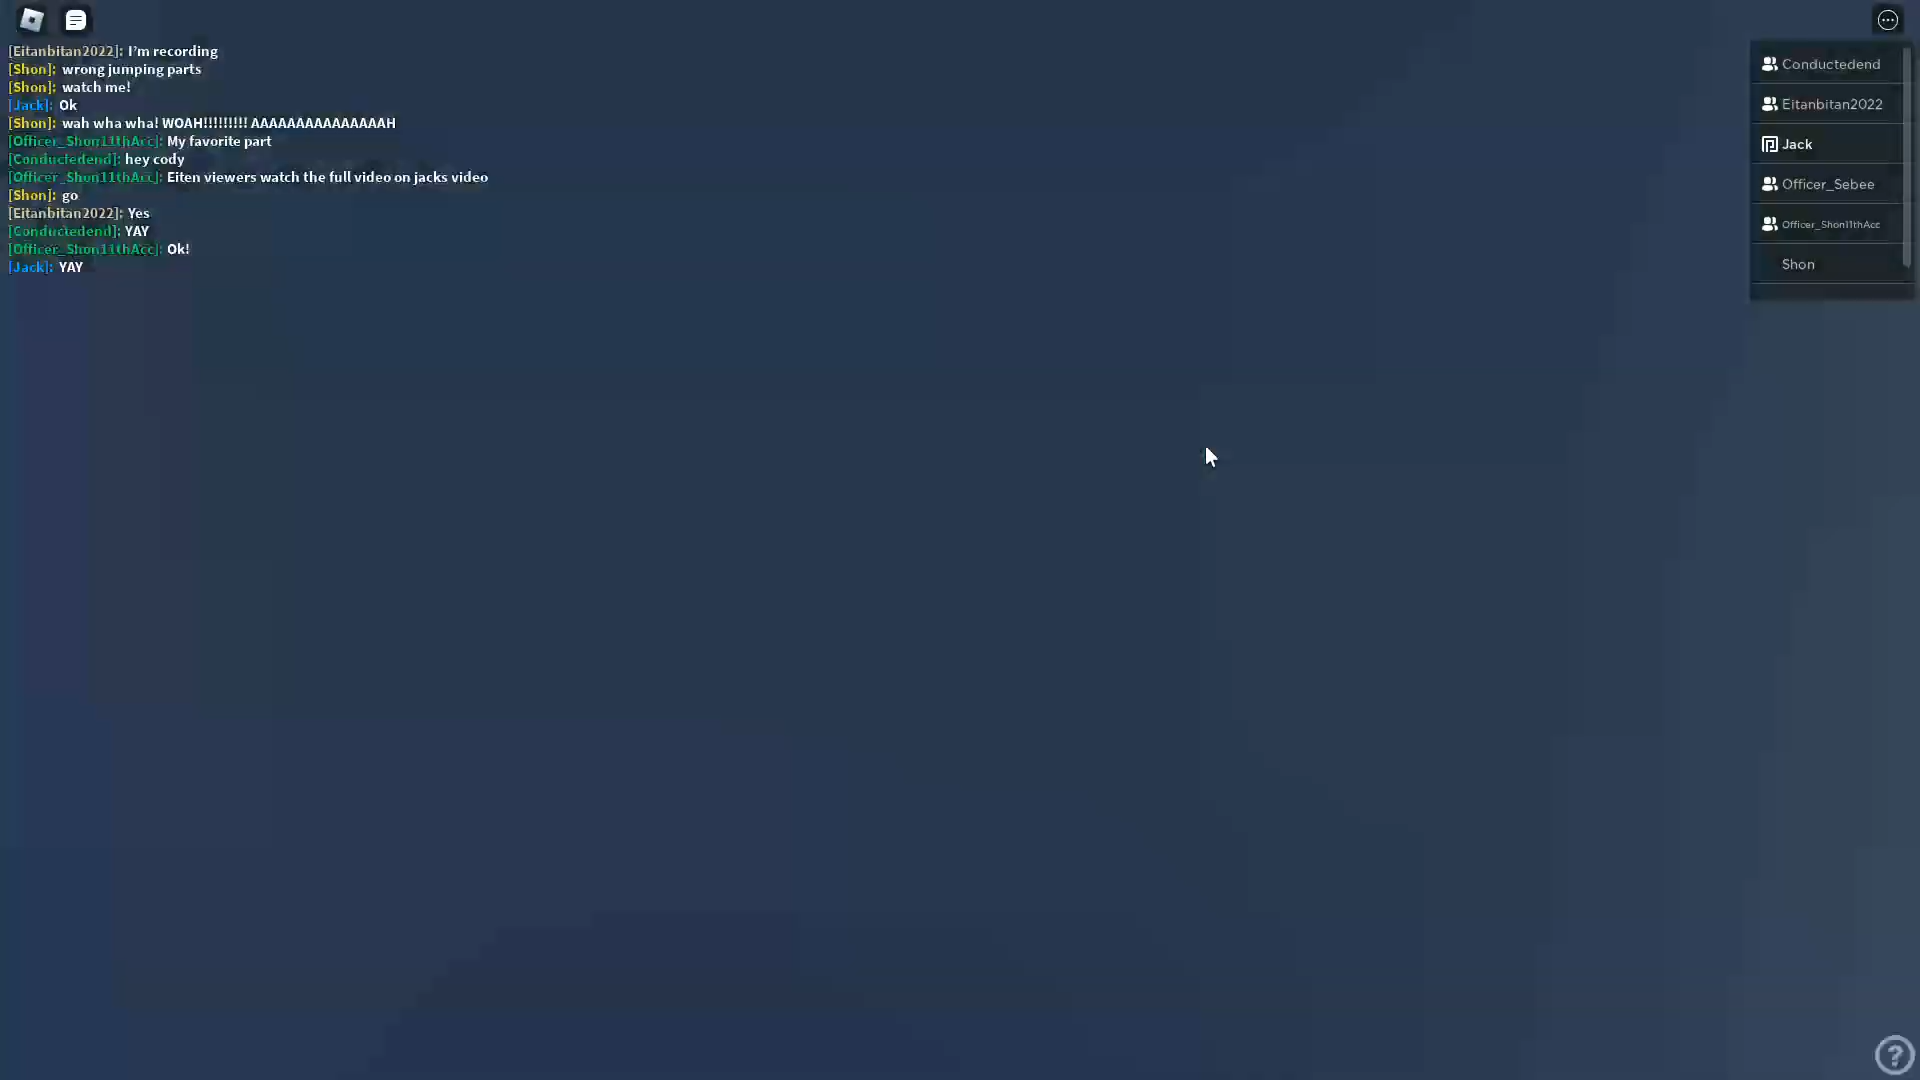 [Eitanbitan2022]: I'm recording
[Shon]: wrong jumping parts
[Shon]: watch me!
[Jack]: Ok
[Shon]: wah wha wha! WOAH!!!!!!!!! AAAAAAAAAAAAAAAH
[Officer_Shon11thAcc]: My favorite part
[Conductedend]: hey cody
[Officer_Shon11thAcc]: Eiten viewers watch the full video on jacks video
[Shon]: go
[Eitanbitan2022]: Yes
[Conductedend]: YAY
[Officer_Shon11thAcc]: Ok!
[Jack]: YAY
Conductedend
Eitanbitan2022
Jack
Officer_Sebee
Officer_Shon11thAcc
Shon
?